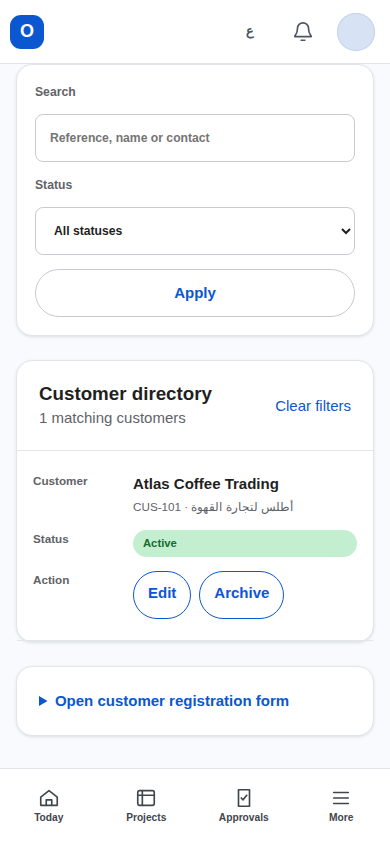 O
ع
Search
Reference, name or contact
Status
All statuses
Apply
Customer directory
1 matching customers
Clear filters
Customer
Atlas Coffee Trading
CUS-101 · أطلس لتجارة القهوة
Status
Active
Action
Edit
Archive
Open customer registration form
Today
Projects
Approvals
More